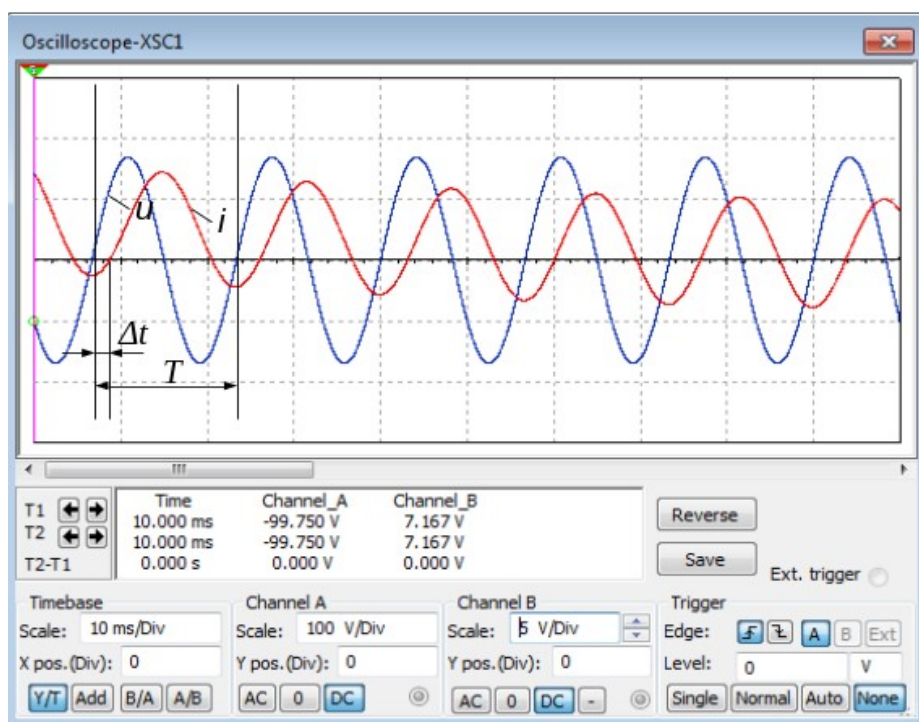 Oscilloscope-XSC1
u
i
Δt
T
Time Channel_A Channel_B
T1 10.000 ms -99.750 V 7.167 V
T2 10.000 ms -99.750 V 7.167 V
T2-T1 0.000 s 0.000 V 0.000 V
Reverse
Save
Ext. trigger
Timebase
Scale: 10 ms/Div
X pos.(Div): 0
Y/T Add B/A A/B
Channel A
Scale: 100 V/Div
Y pos.(Div): 0
AC 0 DC
Channel B
Scale: 5 V/Div
Y pos.(Div): 0
AC 0 DC -
Trigger
Edge: A B Ext
Level: 0 V
Single Normal Auto None